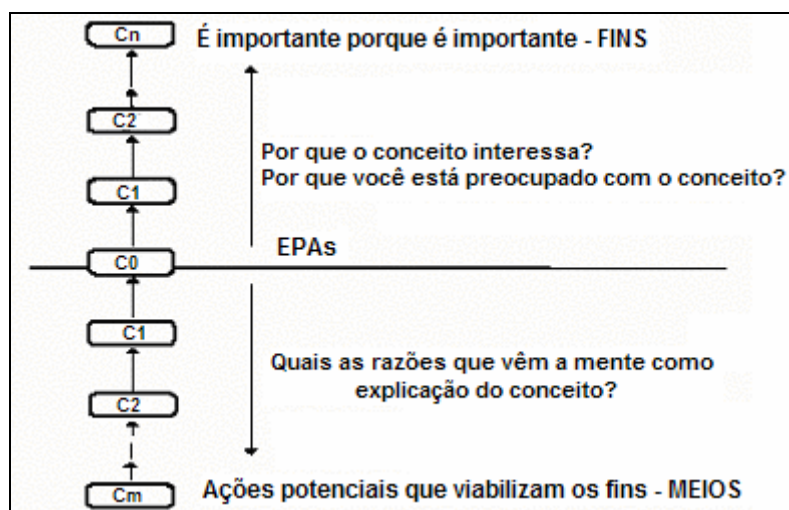 Cn É importante porque é importante - FINS
C2
Por que o conceito interessa?
Por que você está preocupado com o conceito?
C1
EPAs
C0
C1
Quais as razões que vêm a mente como
explicação do conceito?
C2
Cm Ações potenciais que viabilizam os fins - MEIOS